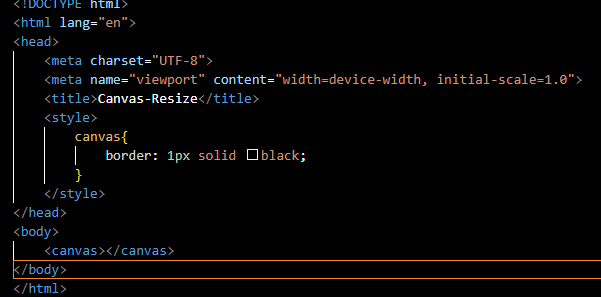 <!DOCTYPE html>
<html lang="en">
<head>
    <meta charset="UTF-8">
    <meta name="viewport" content="width=device-width, initial-scale=1.0">
    <title>Canvas-Resize</title>
    <style>
        canvas{
            border: 1px solid black;
        }
    </style>
</head>
<body>
    <canvas></canvas>
</body>
</html>